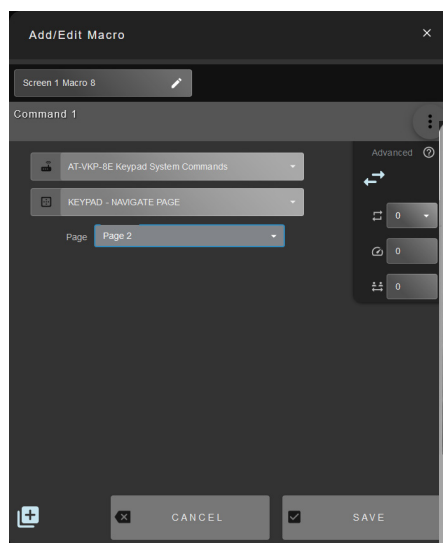 Add/Edit Macro
Screen 1 Macro 8
Command 1
Advanced
AT-VKP-8E Keypad System Commands
KEYPAD - NAVIGATE PAGE
0
Page Page 2
0
0
CANCEL
SAVE